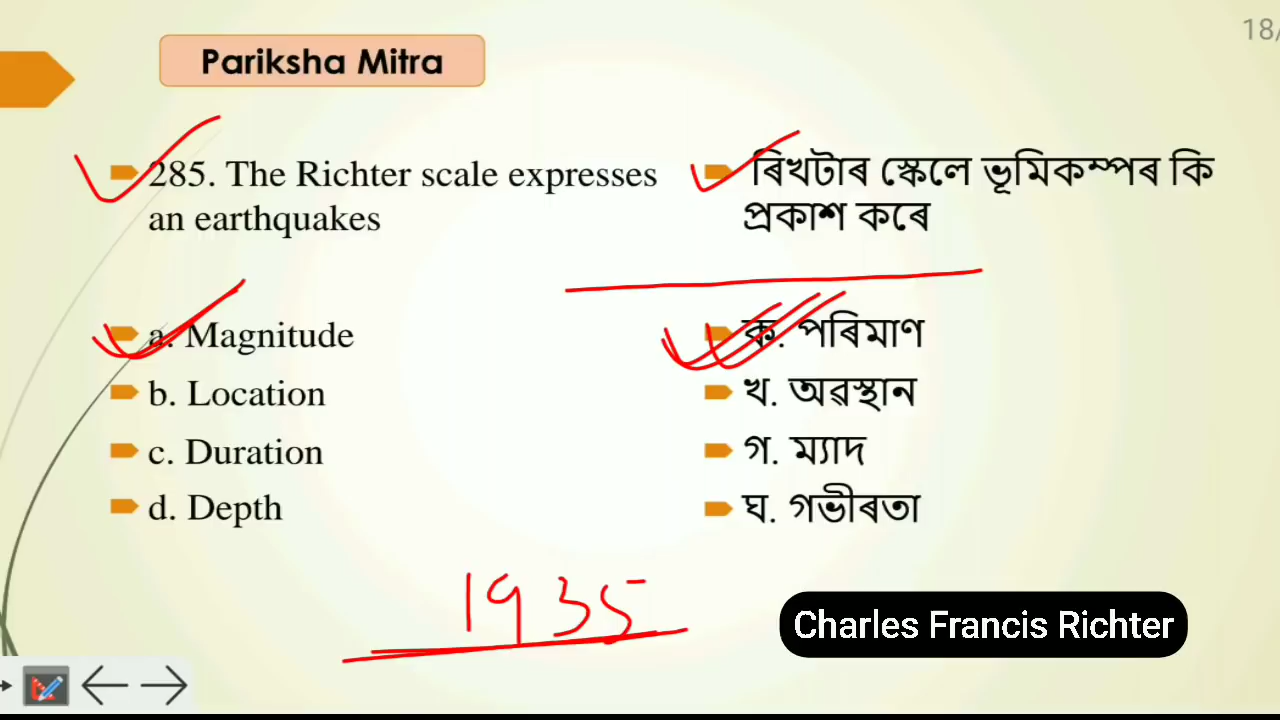 18/
Pariksha Mitra
285. The Richter scale expresses
an earthquakes
a. Magnitude
b. Location
c. Duration
d. Depth
ৰিখটাৰ স্কেলে ভূমিকম্পৰ কি
প্ৰকাশ কৰে
ক. পৰিমাণ
খ. অৱস্থান
গ. ম্যাদ
ঘ. গভীৰতা
1935
Charles Francis Richter